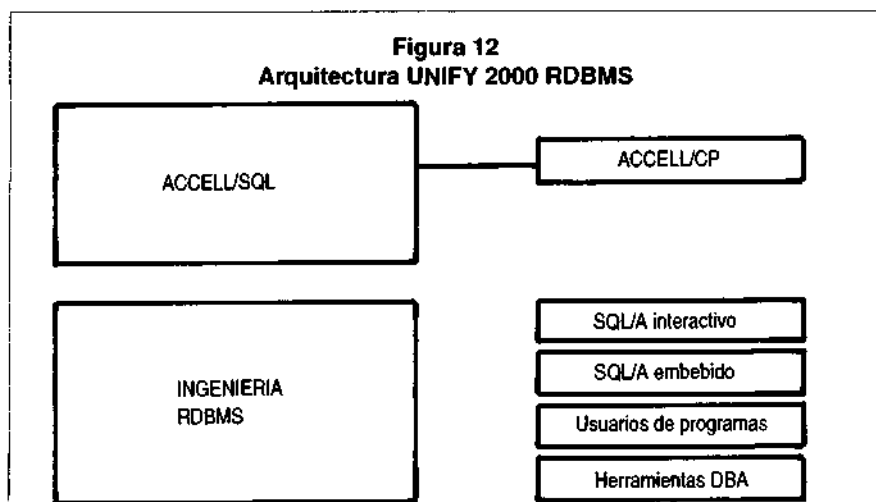 Figura 12
Arquitectura UNIFY 2000 RDBMS
ACCELL/SQL
ACCELL/CP
INGENIERIA
RDBMS
SQL/A interactivo
SQL/A embebido
Usuarios de programas
Herramientas DBA